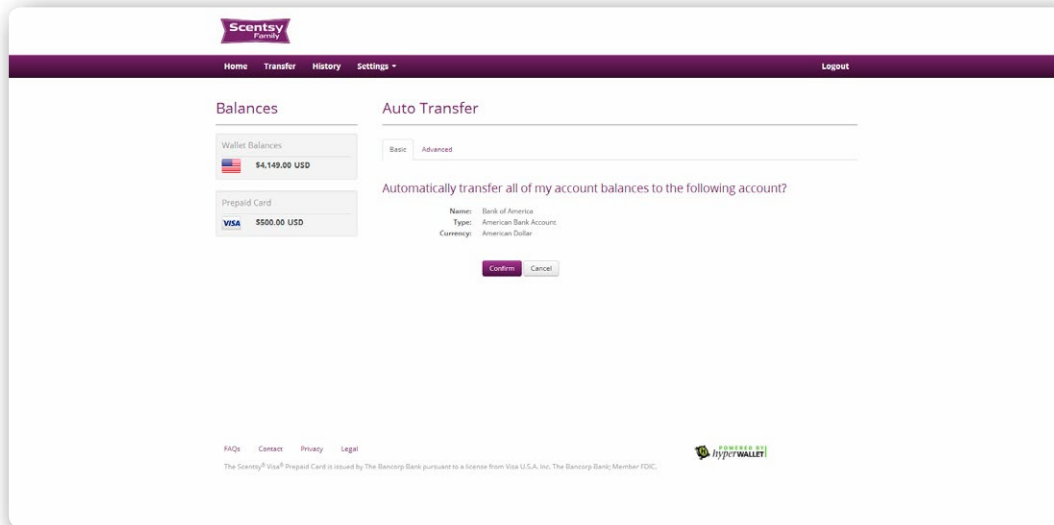 Scentsy
Family
Home Transfer History Settings
Logout
Balances
Wallet Balances
$4,149.00 USD
Prepaid Card
VISA $500.00 USD
Auto Transfer
Basic Advanced
Automatically transfer all of my account balances to the following account?
Name: Bank of America
Type: American Bank Account
Currency: American Dollar
Confirm Cancel
FAQs Contact Privacy Legal
POWERED BY
hyperWALLET
The Scentsy® Visa® Prepaid Card is issued by The Bancorp Bank pursuant to a license from Visa U.S.A. Inc. The Bancorp Bank; Member FDIC.